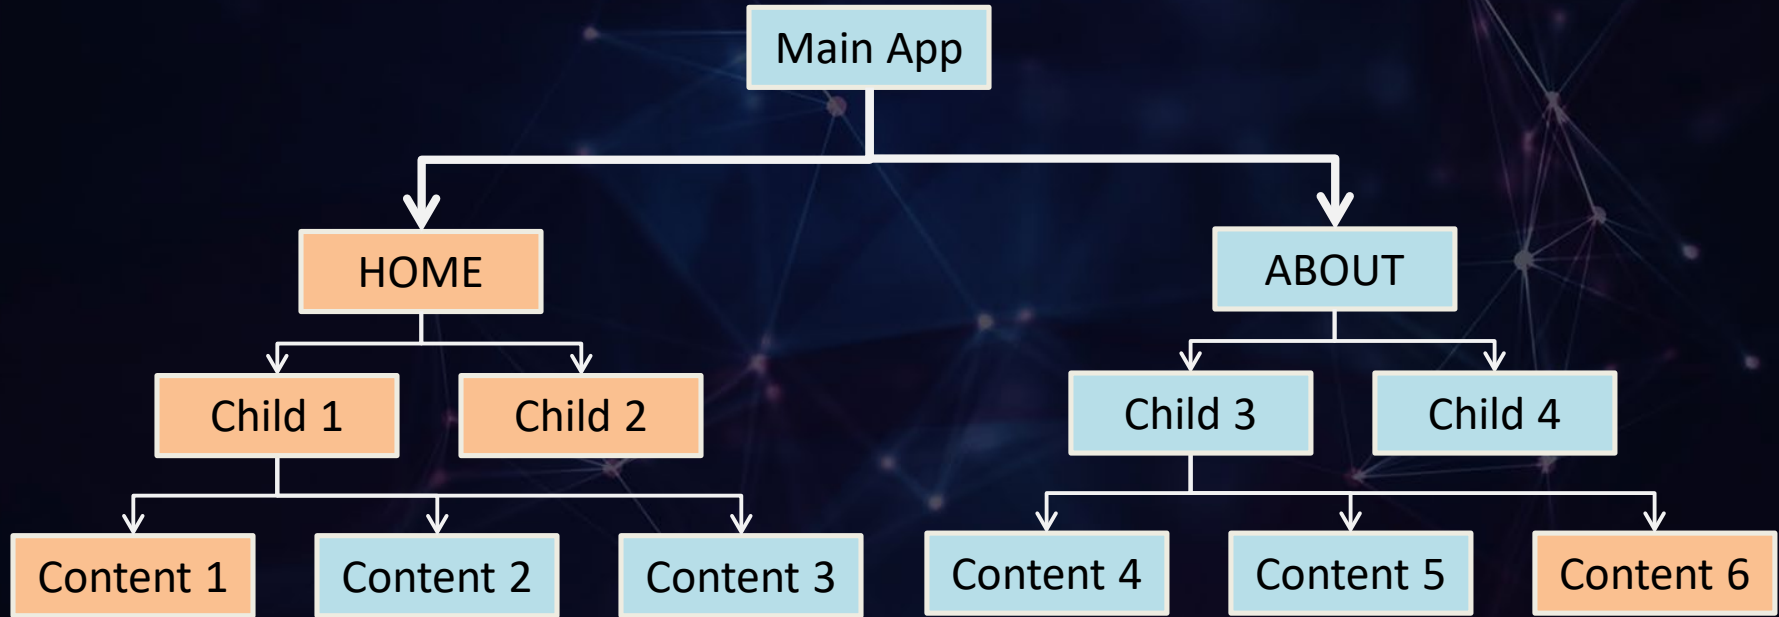 Main App
HOME
ABOUT
Child 1
Child 2
Child 3
Child 4
Content 1
Content 2
Content 3
Content 4
Content 5
Content 6